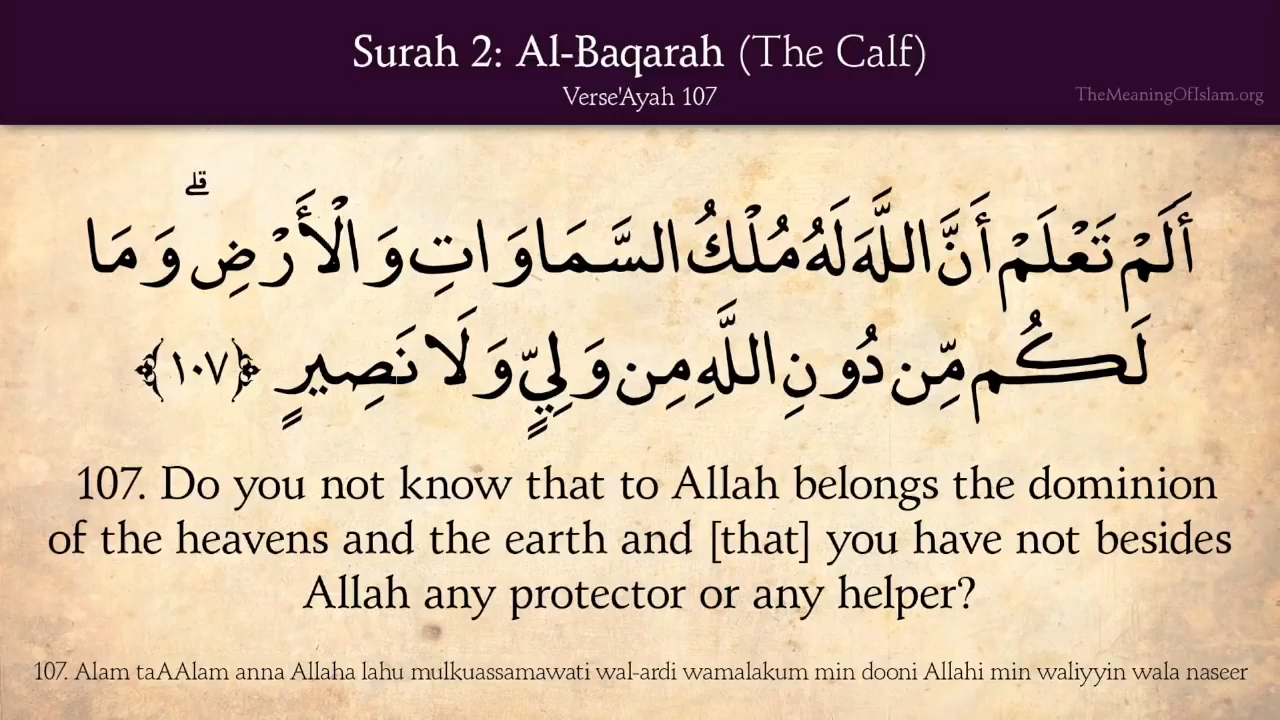 Surah 2: Al-Baqarah (The Calf)
Verse'Ayah 107
TheMeaningOfIslam.org
أَلَمْ تَعْلَمْ أَنَّ اللَّهَ لَهُ مُلْكُ السَّمَاوَاتِ وَالْأَرْضِ ۗ وَمَا
لَكُم مِّن دُونِ اللَّهِ مِن وَلِيٍّ وَلَا نَصِيرٍ ﴿١٠٧﴾
107. Do you not know that to Allah belongs the dominion
of the heavens and the earth and [that] you have not besides
Allah any protector or any helper?
107. Alam taAAlam anna Allaha lahu mulkuassamawati wal-ardi wamalakum min dooni Allahi min waliyyin wala naseer